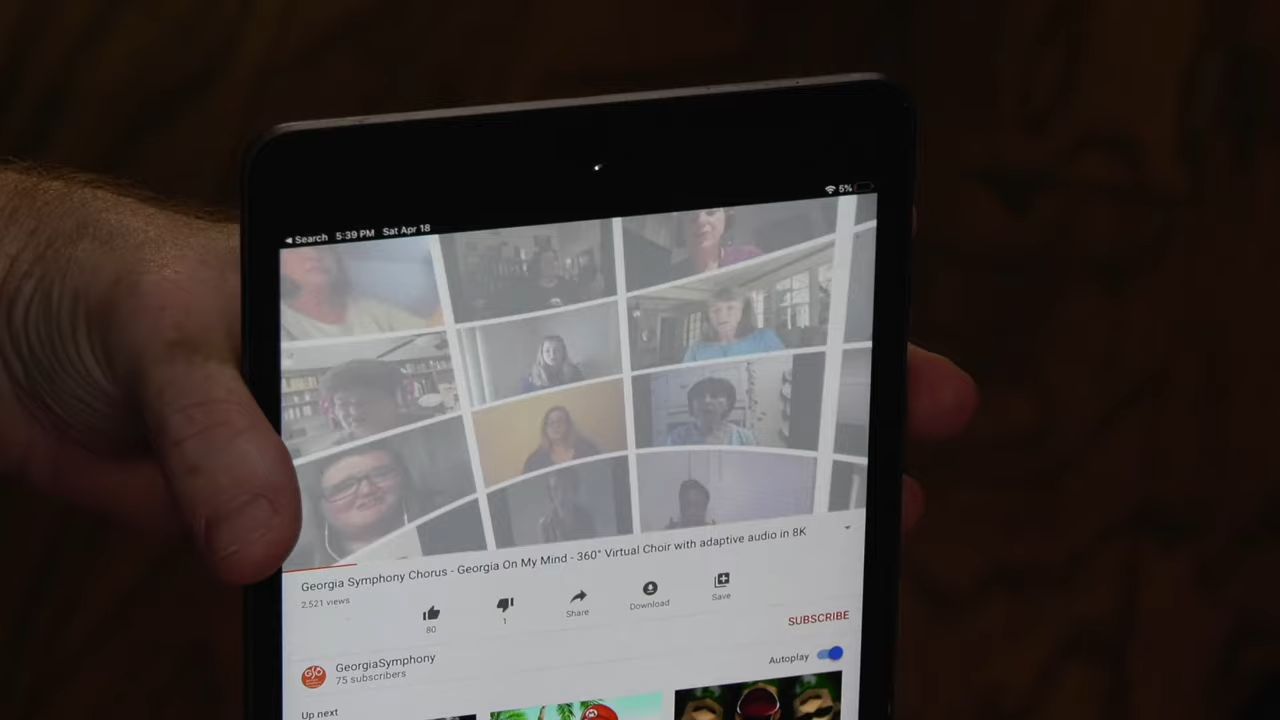 ◀ Search 5:39 PM Sat Apr 18
5%
Georgia Symphony Chorus - Georgia On My Mind - 360° Virtual Choir with adaptive audio in 8K
2,521 views
80
1
Share
Download
Save
SUBSCRIBE
GSO
GeorgiaSymphony
75 subscribers
Autoplay
Up next